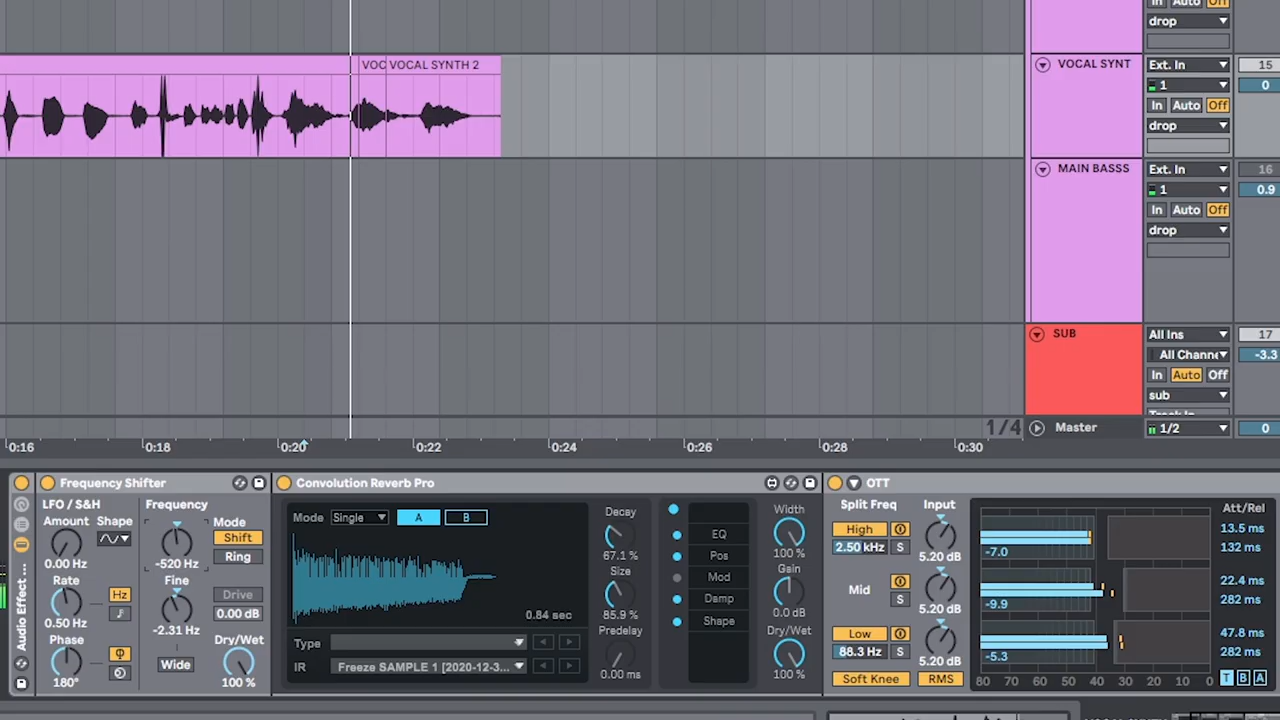 In Auto Off
drop
VOC VOCAL SYNTH 2
VOCAL SYNT
Ext. In
15
1
0
In Auto Off
drop
MAIN BASSS
Ext. In
16
1
0.9
In Auto Off
drop
SUB
All Ins
17
All Channe
-3.3
In Auto Off
sub
1/4
Master
1/2
0
0:16 0:18 0:20 0:22 0:24 0:26 0:28 0:30
Audio Effect...
Frequency Shifter
LFO / S&H
Amount Shape
0.00 Hz
Rate
Hz
0.50 Hz
Phase
180°
Frequency
-520 Hz
Fine
-2.31 Hz
Wide
Mode
Shift
Ring
Drive
0.00 dB
Dry/Wet
100 %
Convolution Reverb Pro
Mode Single A B
0.84 sec
Type
IR Freeze SAMPLE 1 [2020-12-3...
Decay
67.1 %
Size
85.9 %
Predelay
0.00 ms
EQ
Pos
Mod
Damp
Shape
Width
100 %
Gain
0.0 dB
Dry/Wet
100 %
OTT
Split Freq Input
High
2.50 kHz S
5.20 dB
Mid
S
5.20 dB
Low
88.3 Hz S
5.20 dB
Soft Knee RMS
-7.0
-9.9
-5.3
80 70 60 50 40 30 20 10 0
Att/Rel
13.5 ms
132 ms
22.4 ms
282 ms
47.8 ms
282 ms
T B A